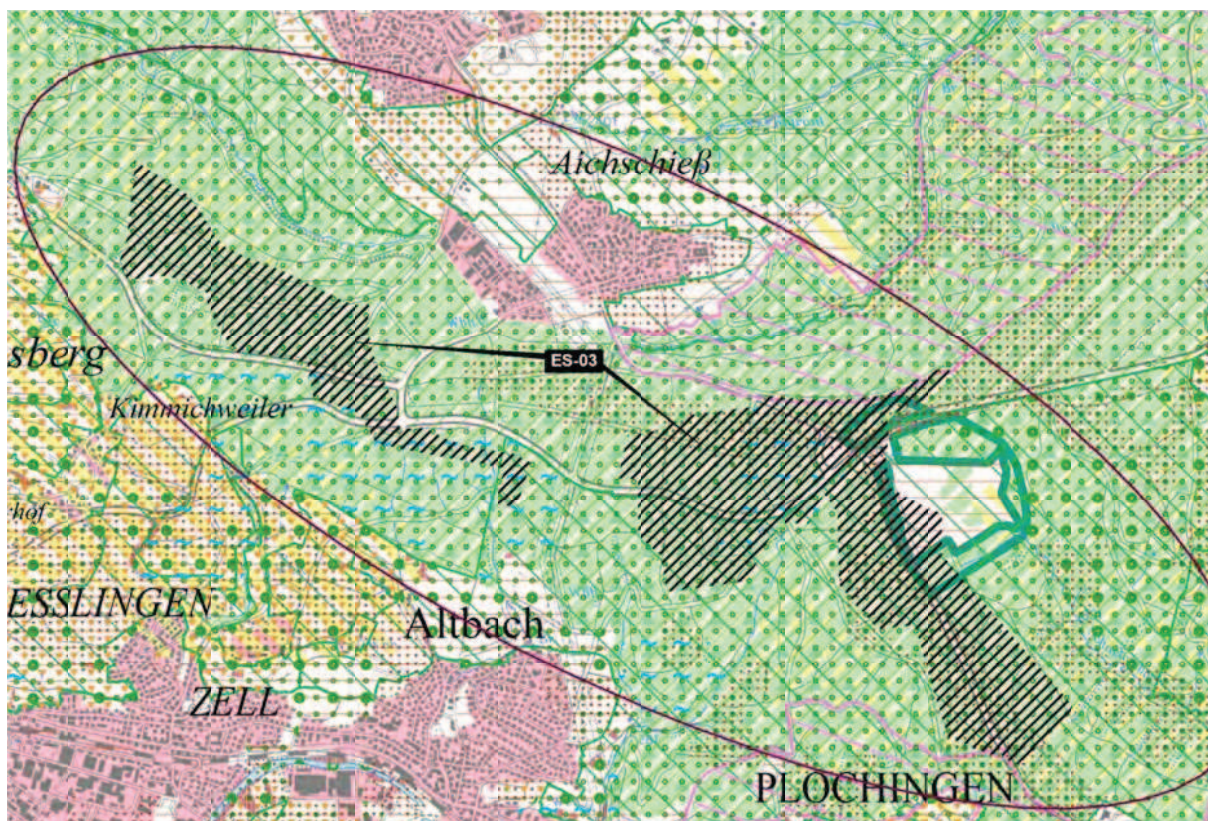 Aichschieß
ES-03
sberg
Kimmichweiler
hof
ESSLINGEN
Altbach
ZELL
PLOCHINGEN